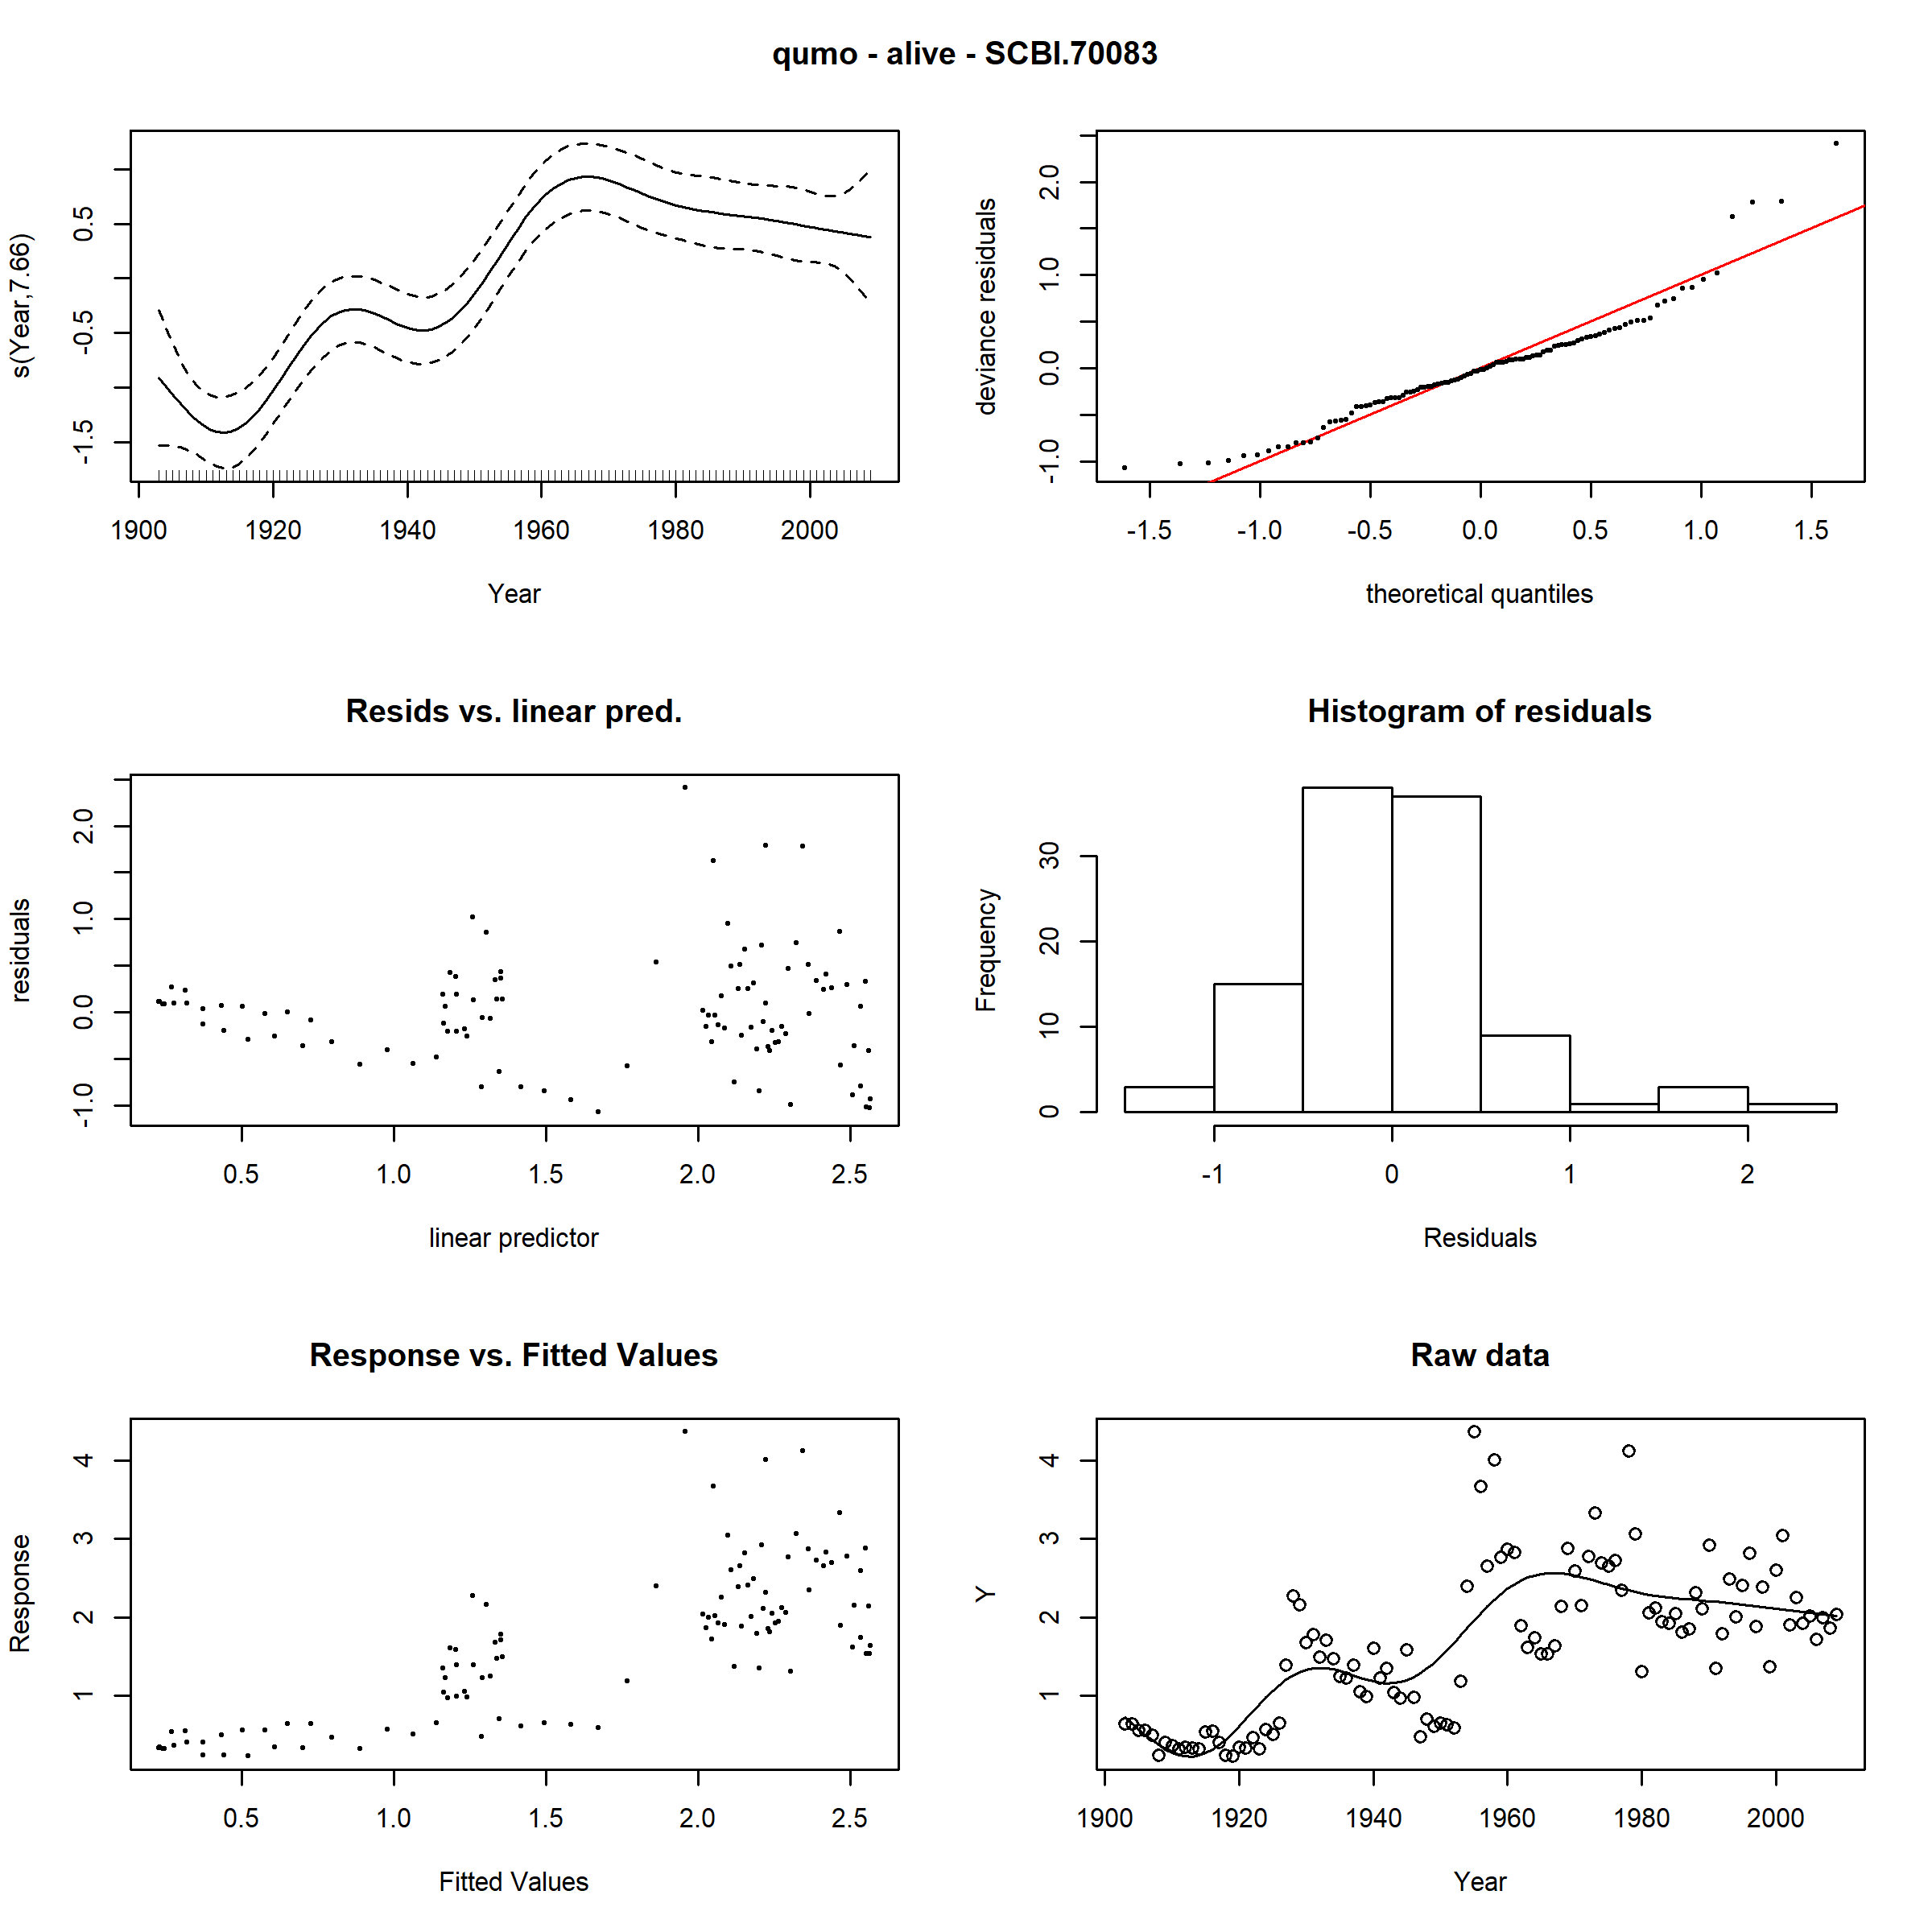 qumo - alive - SCBI.70083
s(Year,7.66)
0.5
-0.5
-1.5
1900 1920 1940 1960 1980 2000
Year
deviance residuals
2.0
1.0
0.0
-1.0
-1.5 -1.0 -0.5 0.0 0.5 1.0 1.5
theoretical quantiles
Resids vs. linear pred.
residuals
2.0
1.0
0.0
-1.0
0.5 1.0 1.5 2.0 2.5
linear predictor
Histogram of residuals
Frequency
30
20
10
0
-1 0 1 2
Residuals
Response vs. Fitted Values
Response
4
3
2
1
0.5 1.0 1.5 2.0 2.5
Fitted Values
Raw data
Y
4
3
2
1
1900 1920 1940 1960 1980 2000
Year